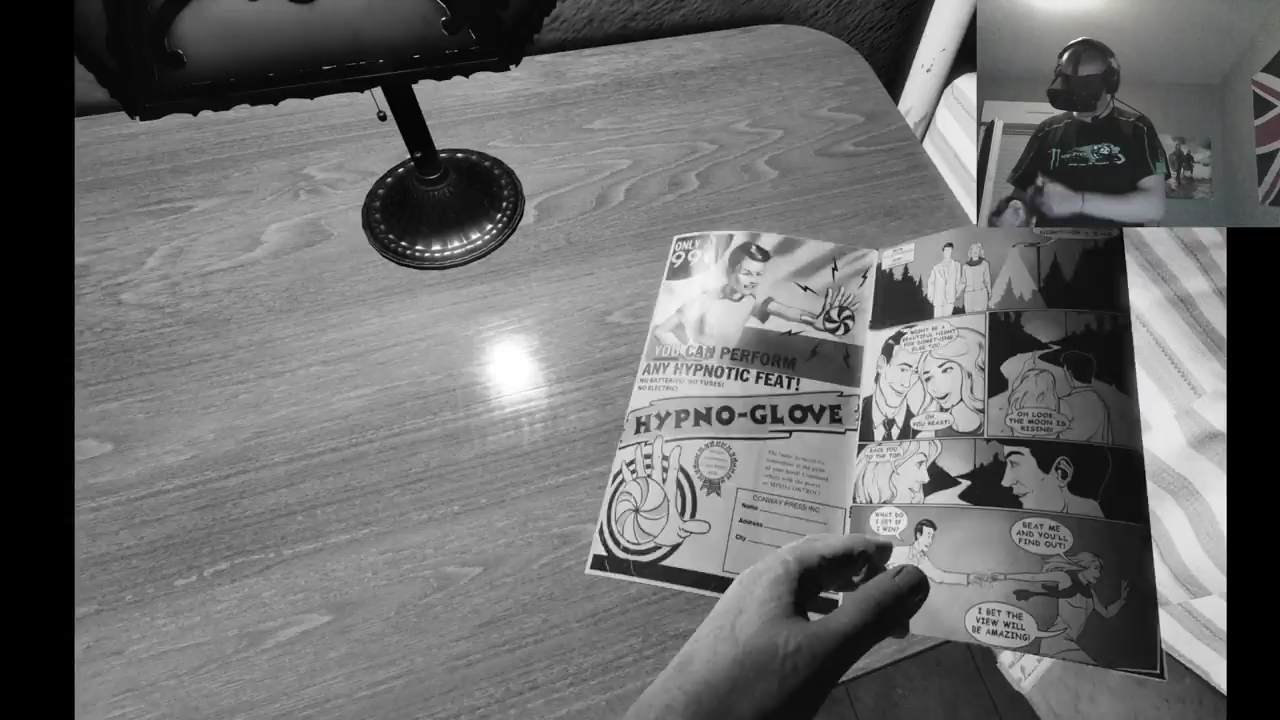 ONLY
99
YOU CAN PERFORM
ANY HYPNOTIC FEAT!
NO BATTERIES! NO TUBES!
NO ELECTRIC!
HYPNO-GLOVE
CONWAY PRESS INC
Name
Address
City
MIGHT BE A
BEAUTIFUL NIGHT
FOR SOMETHING
ELSE TOO!
OH
YOU BEAST!
OH LOOK
THE MOON IS
RISING!
RACE YOU
TO THE TOP!
WHAT DO
I GET IF
I WIN?
BEAT ME
AND YOU'LL
FIND OUT!
I BET THE
VIEW WILL
BE AMAZING!